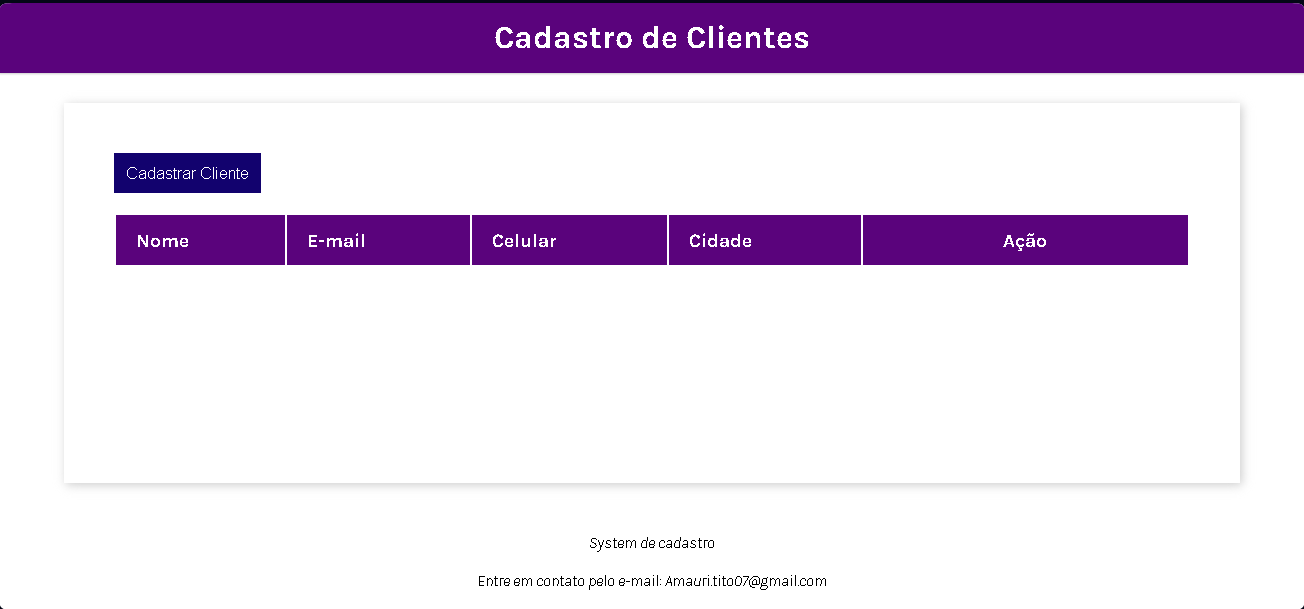 Cadastro de Clientes
Cadastrar Cliente
Nome E-mail Celular Cidade Ação
System de cadastro
Entre em contato pelo e-mail: Amauri.tito07@gmail.com